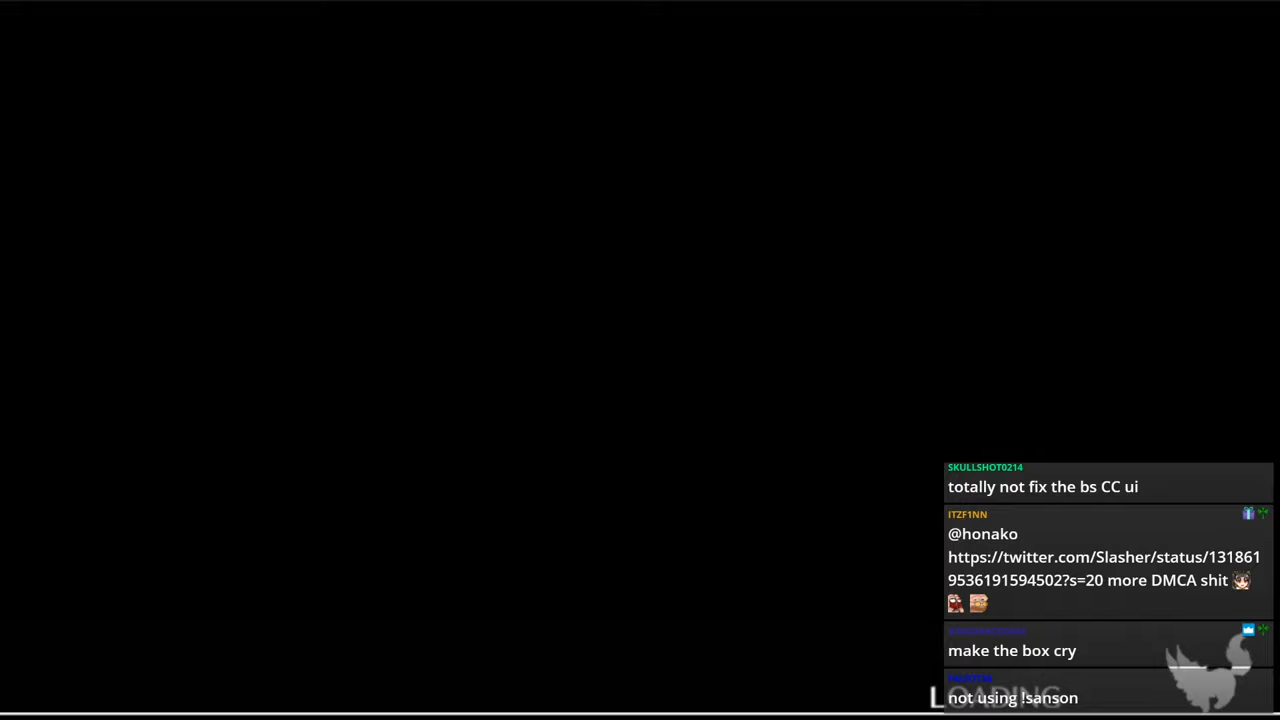 SKULLSHOT0214
totally not fix the bs CC ui
ITZF1NN
@honako
https://twitter.com/Slasher/status/131861
9536191594502?s=20 more DMCA shit
make the box cry
LOADING
not using !sanson